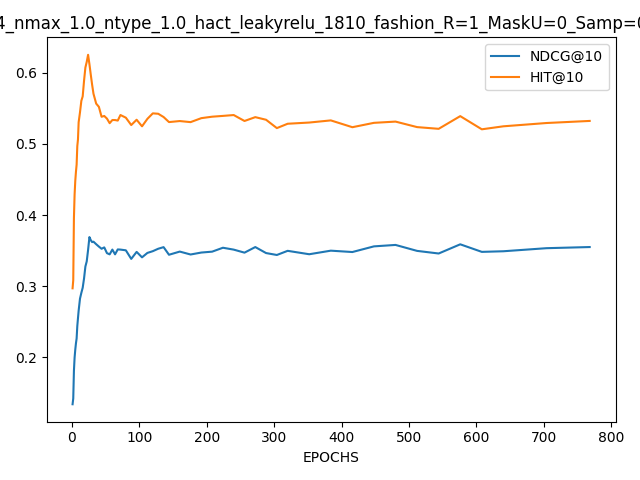 4_nmax_1.0_ntype_1.0_hact_leakyrelu_1810_fashion_R=1_MaskU=0_Samp=0
NDCG@10
HIT@10
0.6
0.5
0.4
0.3
0.2
0 100 200 300 400 500 600 700 800
EPOCHS